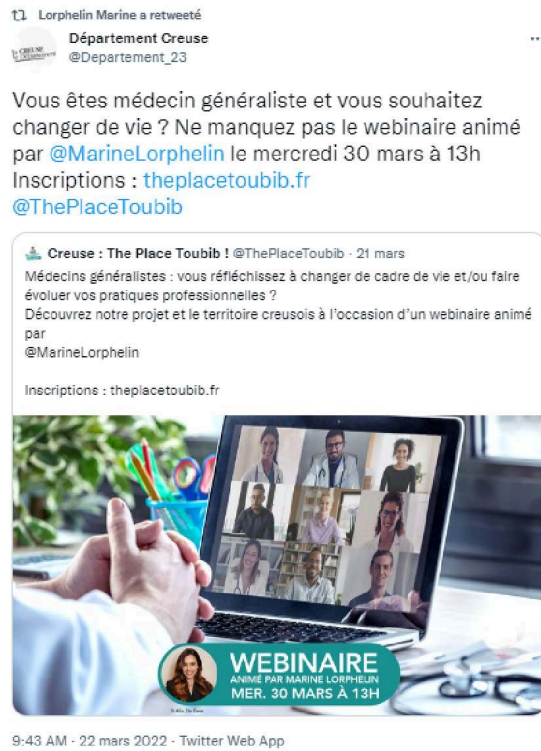 Lorphelin Marine a retweeté
Département Creuse
@Departement_23
Vous êtes médecin généraliste et vous souhaitez
changer de vie ? Ne manquez pas le webinaire animé
par @MarineLorphelin le mercredi 30 mars à 13h
Inscriptions : theplacetoubib.fr
@ThePlaceToubib
Creuse : The Place Toubib ! @ThePlaceToubib · 21 mars
Médecins généralistes : vous réfléchissez à changer de cadre de vie et/ou faire
évoluer vos pratiques professionnelles ?
Découvrez notre projet et le territoire creusois à l'occasion d'un webinaire animé
par
@MarineLorphelin
Inscriptions : theplacetoubib.fr
WEBINAIRE
ANIMÉ PAR MARINE LORPHELIN
MER. 30 MARS À 13H
9:43 AM · 22 mars 2022 · Twitter Web App